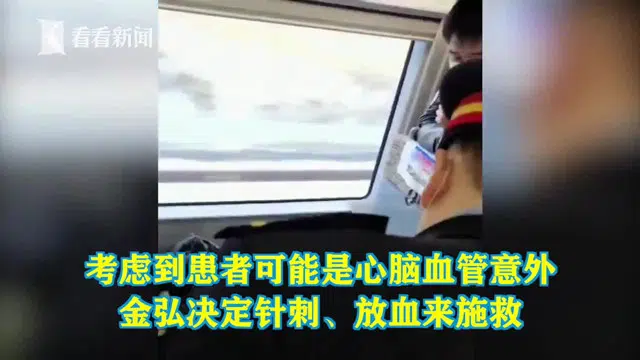 看看新闻
考虑到患者可能是心脑血管意外
金弘决定针刺、放血来施救